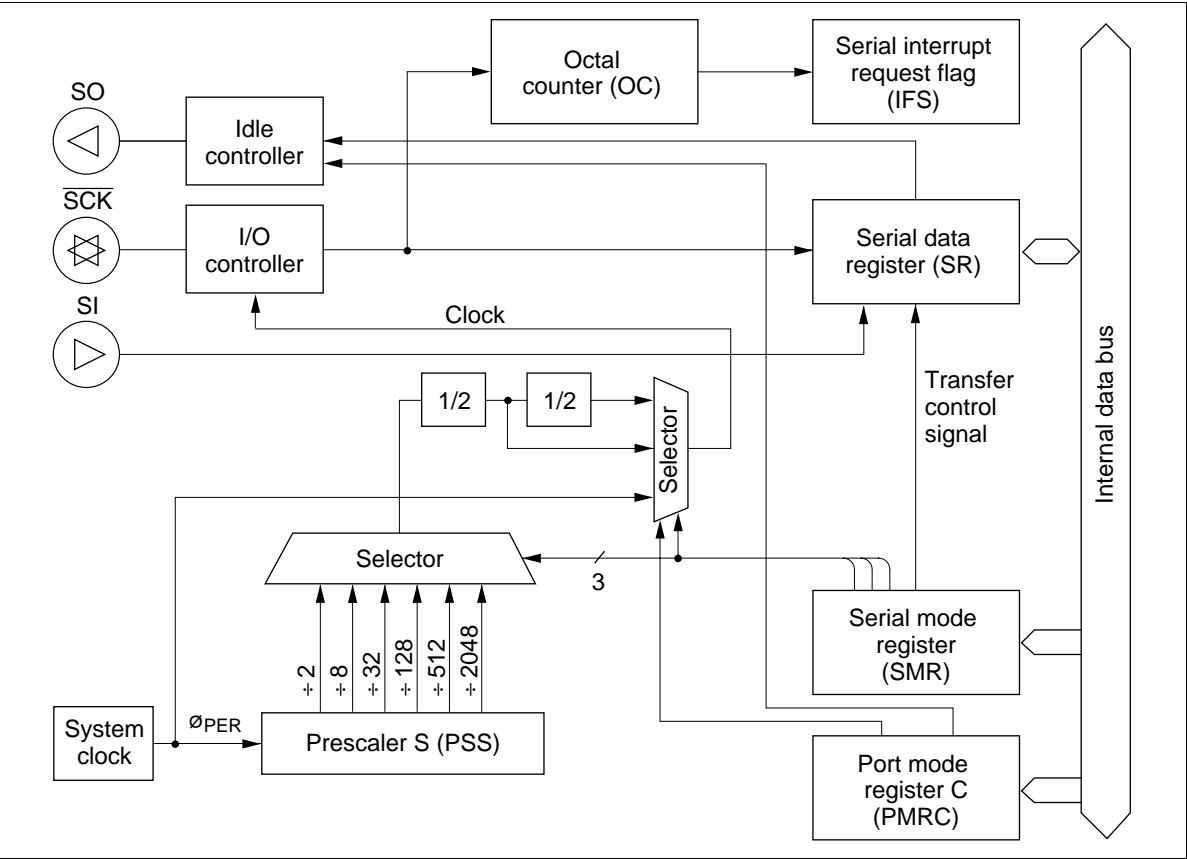 Octal
counter (OC)
Serial interrupt
request flag
(IFS)
SO
Idle
controller
SCK
I/O
controller
Serial data
register (SR)
SI
Clock
1/2
1/2
Selector
Transfer
control
signal
Internal data bus
Selector
3
÷ 2
÷ 8
÷ 32
÷ 128
÷ 512
÷ 2048
Serial mode
register
(SMR)
System
clock
øPER
Prescaler S (PSS)
Port mode
register C
(PMRC)